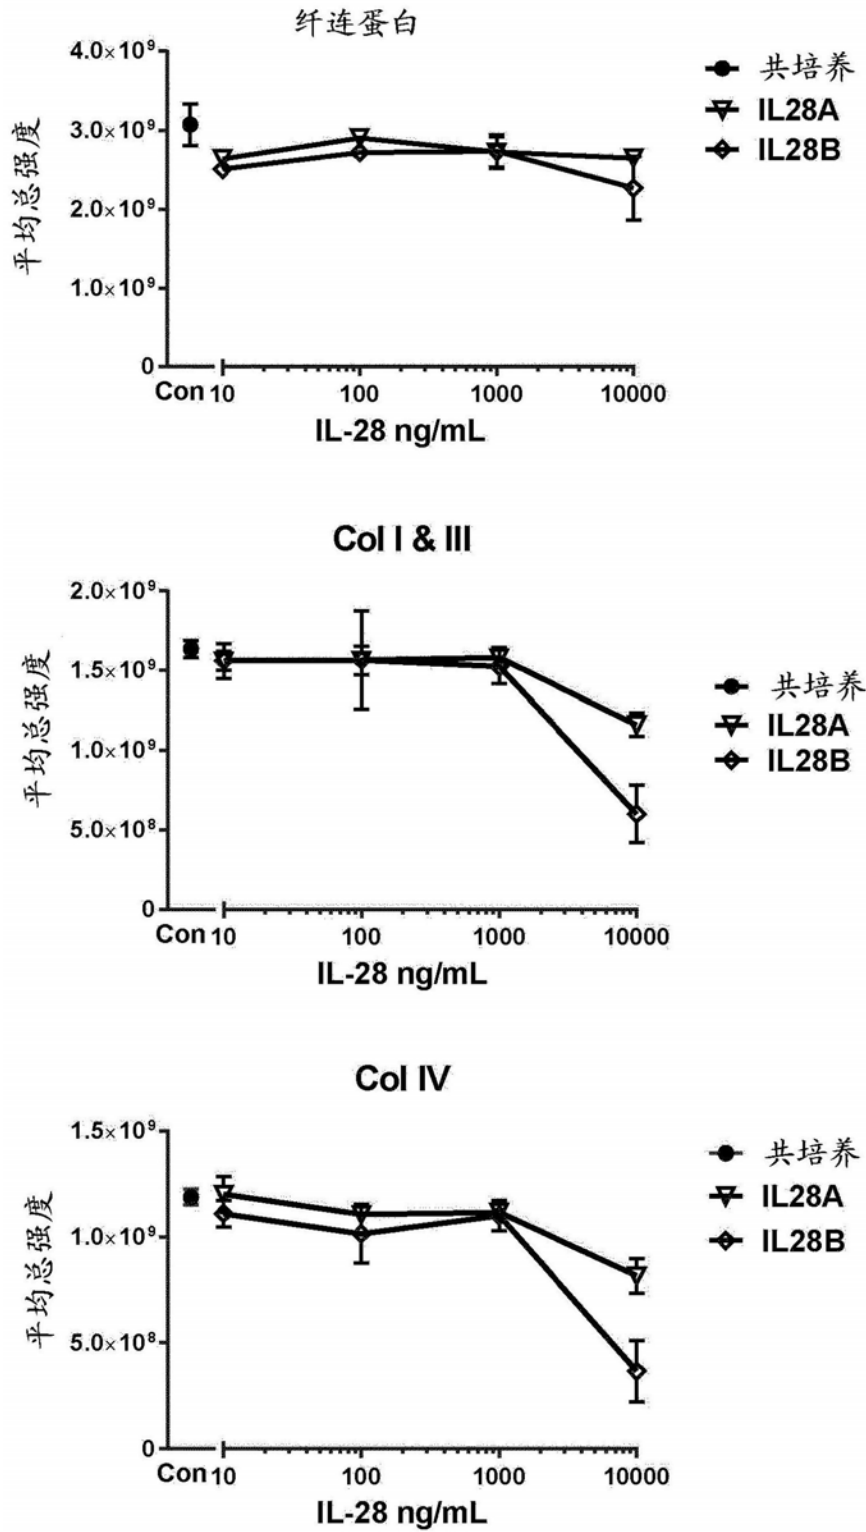 纤连蛋白
4.0×10⁹
3.0×10⁹
2.0×10⁹
1.0×10⁹
0
平均总强度
Con 10 100 1000 10000
IL-28 ng/mL
共培养
IL28A
IL28B
Col I & III
2.0×10⁹
1.5×10⁹
1.0×10⁹
5.0×10⁸
0
平均总强度
Con 10 100 1000 10000
IL-28 ng/mL
共培养
IL28A
IL28B
Col IV
1.5×10⁹
1.0×10⁹
5.0×10⁸
0
平均总强度
Con 10 100 1000 10000
IL-28 ng/mL
共培养
IL28A
IL28B